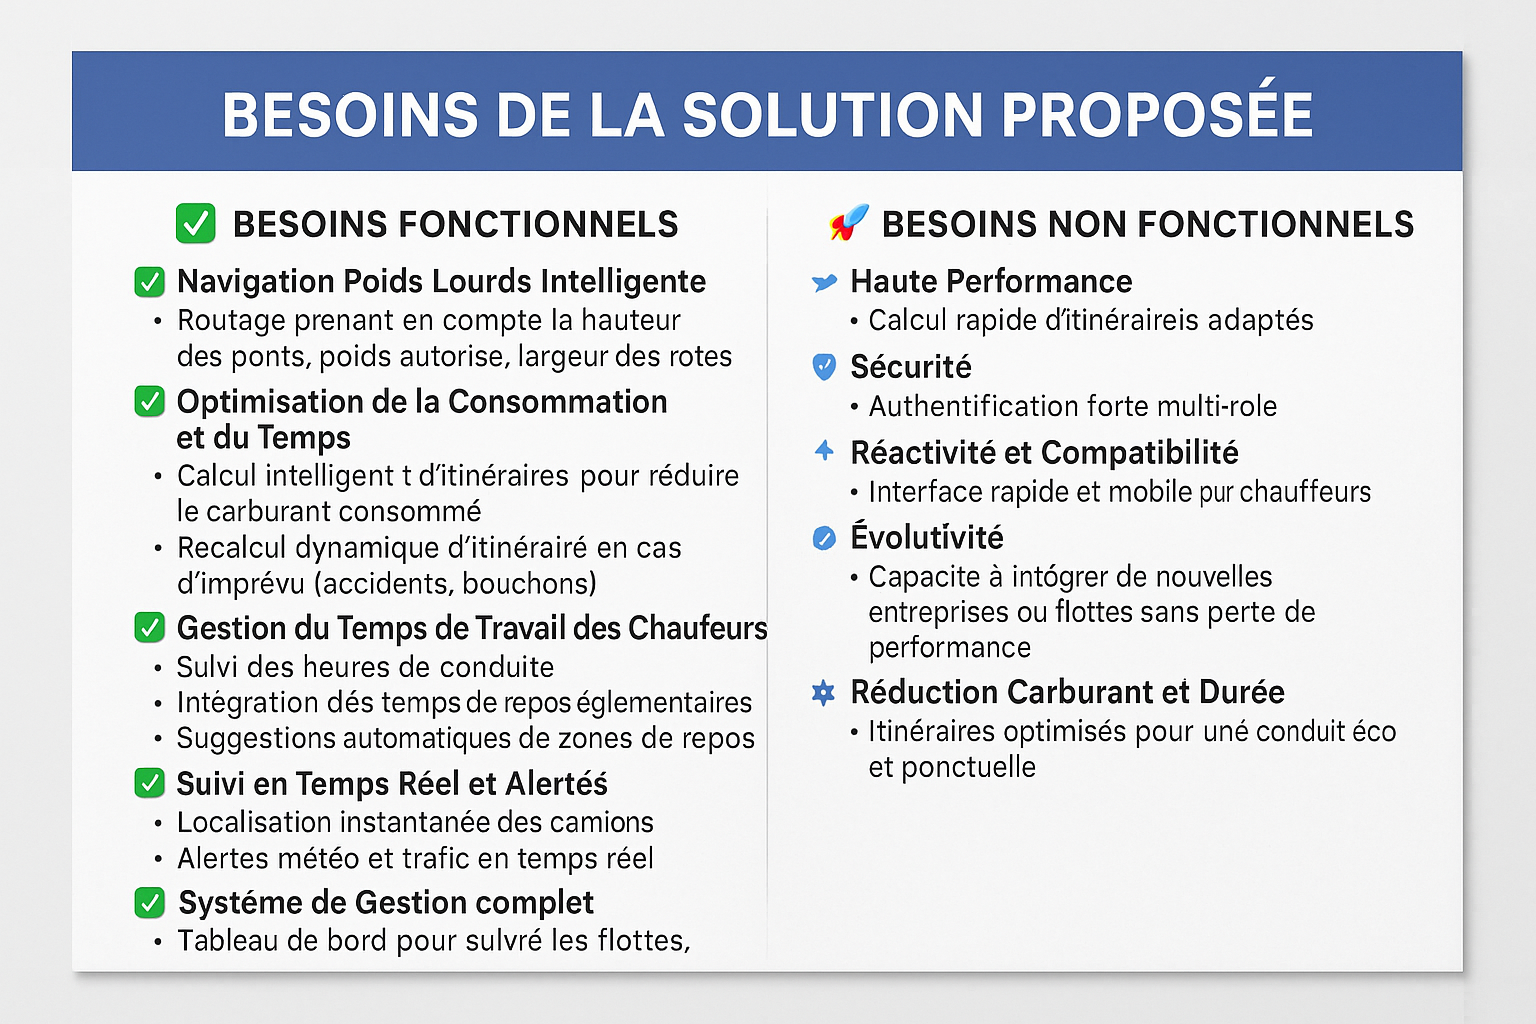 BESOINS DE LA SOLUTION PROPOSÉE
✅ BESOINS FONCTIONNELS
✅ Navigation Poids Lourds Intelligente
• Routage prenant en compte la hauteur
des ponts, poids autorise, largeur des rotes
✅ Optimisation de la Consommation
et du Temps
• Calcul intelligent t d’itinéraires pour réduire
le carburant consommé
• Recalcul dynamique d’itinérairé en cas
d’imprévu (accidents, bouchons)
✅ Gestion du Temps de Travail des Chaufeurs
• Sulvi des heures de conduite
• Intégration dés temps de repos églementaires
• Suggestions automatiques de zones de repos
✅ Suivi en Temps Réel et Alertéś
• Localisation instantanée des camions
• Alertes météo et trafic en temps réel
✅ Systéme de Gestion complet
• Tableau de bord pour sulvré les flottes,
🚀 BESOINS NON FONCTIONNELS
Haute Performance
• Calcul rapide d’itinéraireis adaptés
Sécurité
• Authentification forte multi-role
Réactivité et Compatibilité
• Interface rapide et mobile pur chauffeurs
Évolutívité
• Capacite à intógrer de nouvelles
entreprises ou flottes sans perte de
performance
Réduction Carburant et Durée
• Itinéraires optimisés pour uné conduit éco
et ponctuelle